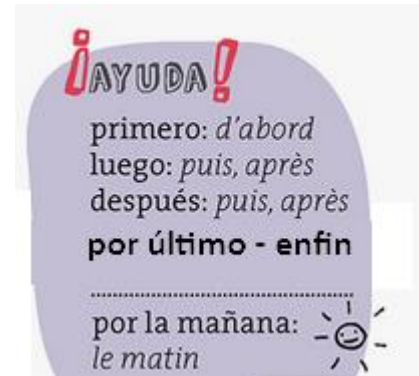 ¡AYUDA!
primero: d'abord
luego: puis, après
después: puis, après
por último - enfin
por la mañana:
le matin